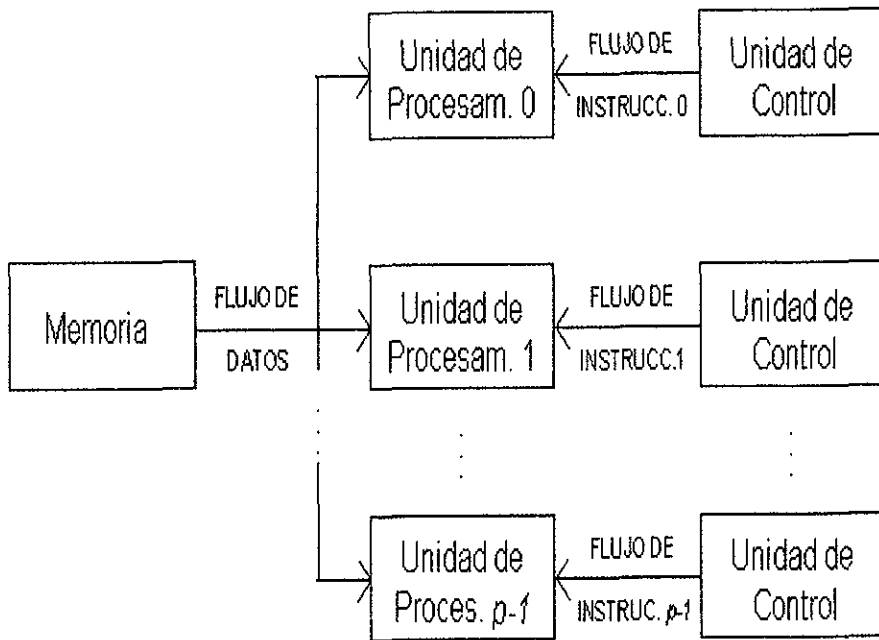 Unidad de
Procesam. 0
FLUJO DE
INSTRUCC. 0
Unidad de
Control
Memoria
FLUJO DE
DATOS
Unidad de
Procesam. 1
FLUJO DE
INSTRUCC.1
Unidad de
Control
Unidad de
Proces. p-1
FLUJO DE
INSTRUC. p-1
Unidad de
Control